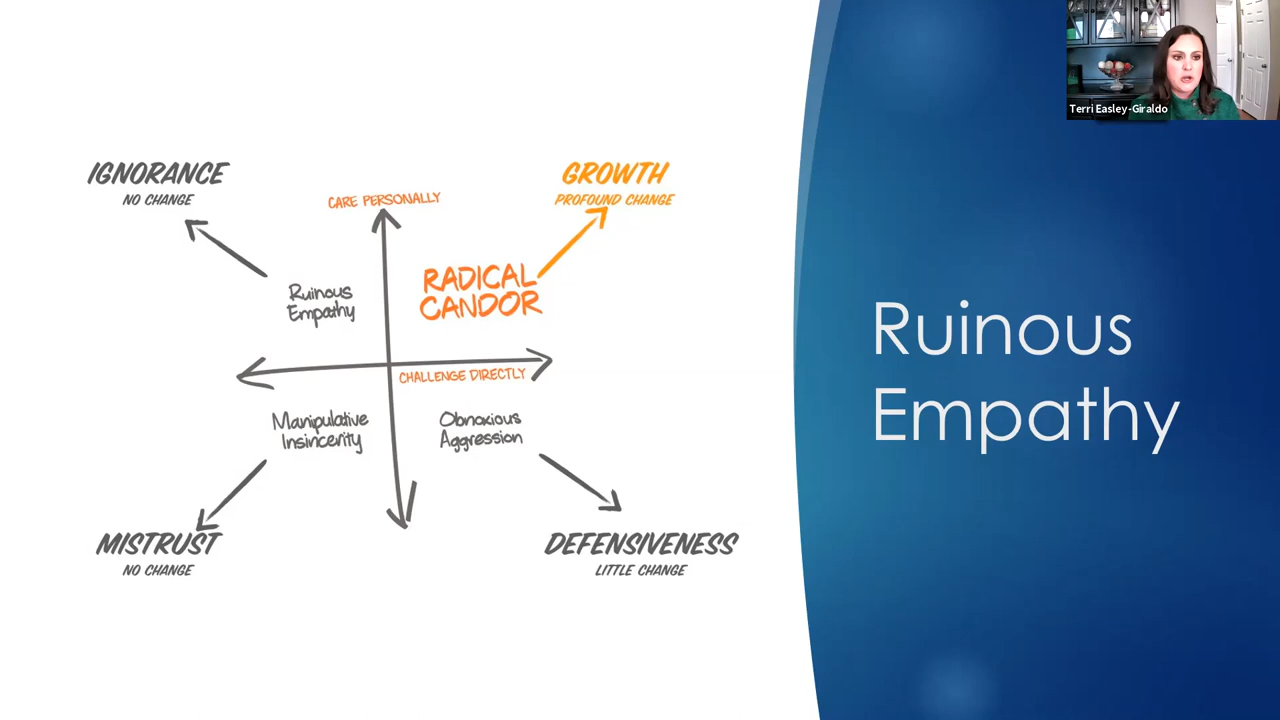 Terri Easley-Giraldo
IGNORANCE
NO CHANGE
GROWTH
PROFOUND CHANGE
CARE PERSONALLY
Ruinous
Empathy
RADICAL
CANDOR
CHALLENGE DIRECTLY
Manipulative
Insincerity
Obnoxious
Aggression
MISTRUST
NO CHANGE
DEFENSIVENESS
LITTLE CHANGE
Ruinous
Empathy